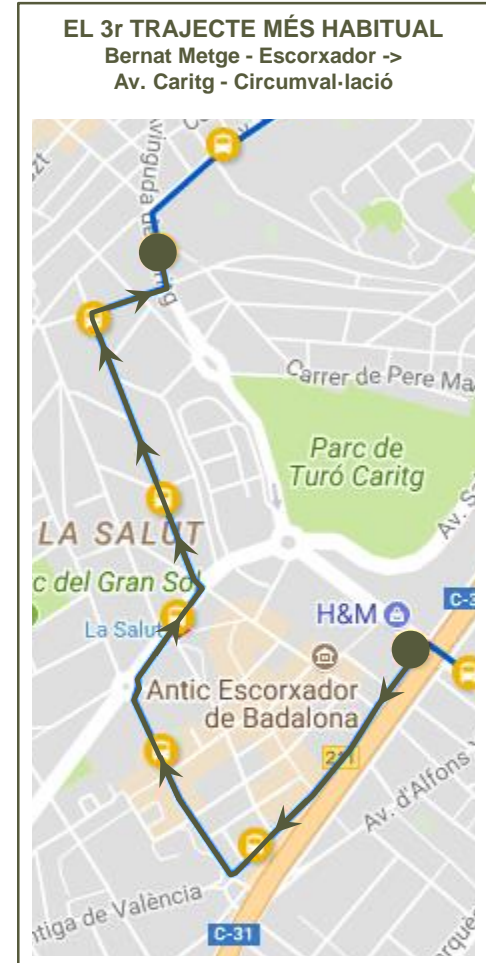 EL 3r TRAJECTE MÉS HABITUAL
Bernat Metge - Escorxador ->
Av. Caritg - Circumval·lació
Carrer de Pere Ma
Parc de
Turó Caritg
LA SALUT
c del Gran Sol
H&M
C-3
La Salut
Antic Escorxador
de Badalona
Av. d'Alfons
tiga de València
C-31